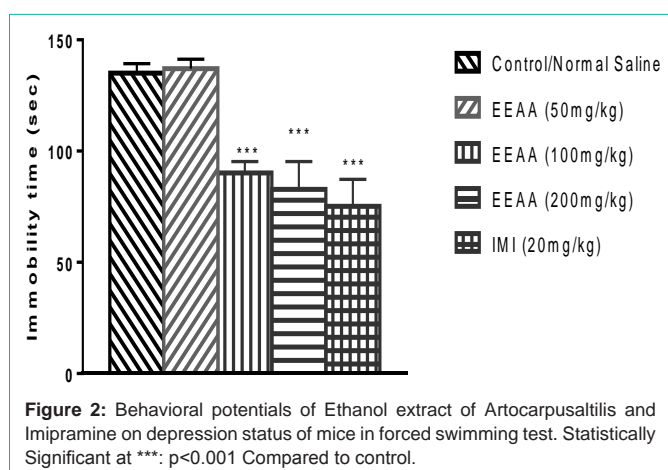 150
100
50
0
Immobility time (sec)
***
***
***
Control/Normal Saline
EEAA (50mg/kg)
EEAA (100mg/kg)
EEAA (200mg/kg)
IMI (20mg/kg)
Figure 2: Behavioral potentials of Ethanol extract of Artocarpusaltilis and
Imipramine on depression status of mice in forced swimming test. Statistically
Significant at ***: p<0.001 Compared to control.